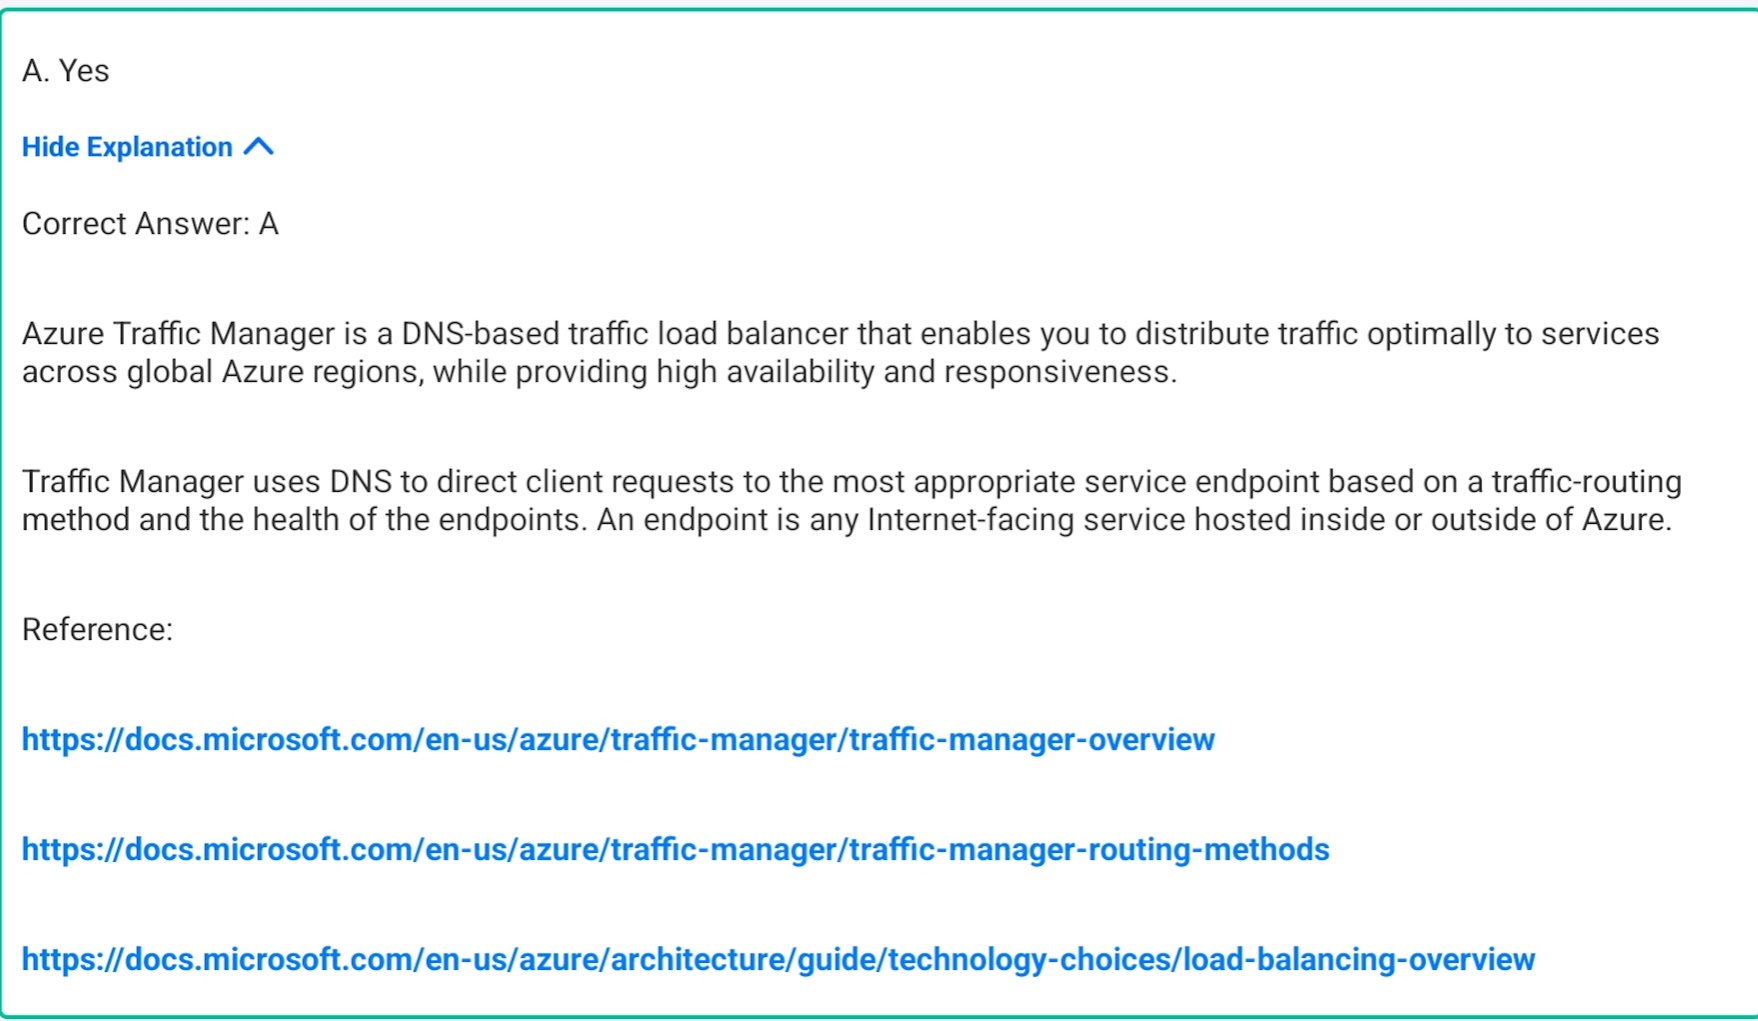 A. Yes
Hide Explanation
Correct Answer: A
Azure Traffic Manager is a DNS-based traffic load balancer that enables you to distribute traffic optimally to services
across global Azure regions, while providing high availability and responsiveness.
Traffic Manager uses DNS to direct client requests to the most appropriate service endpoint based on a traffic-routing
method and the health of the endpoints. An endpoint is any Internet-facing service hosted inside or outside of Azure.
Reference:
https://docs.microsoft.com/en-us/azure/traffic-manager/traffic-manager-overview
https://docs.microsoft.com/en-us/azure/traffic-manager/traffic-manager-routing-methods
https://docs.microsoft.com/en-us/azure/architecture/guide/technology-choices/load-balancing-overview